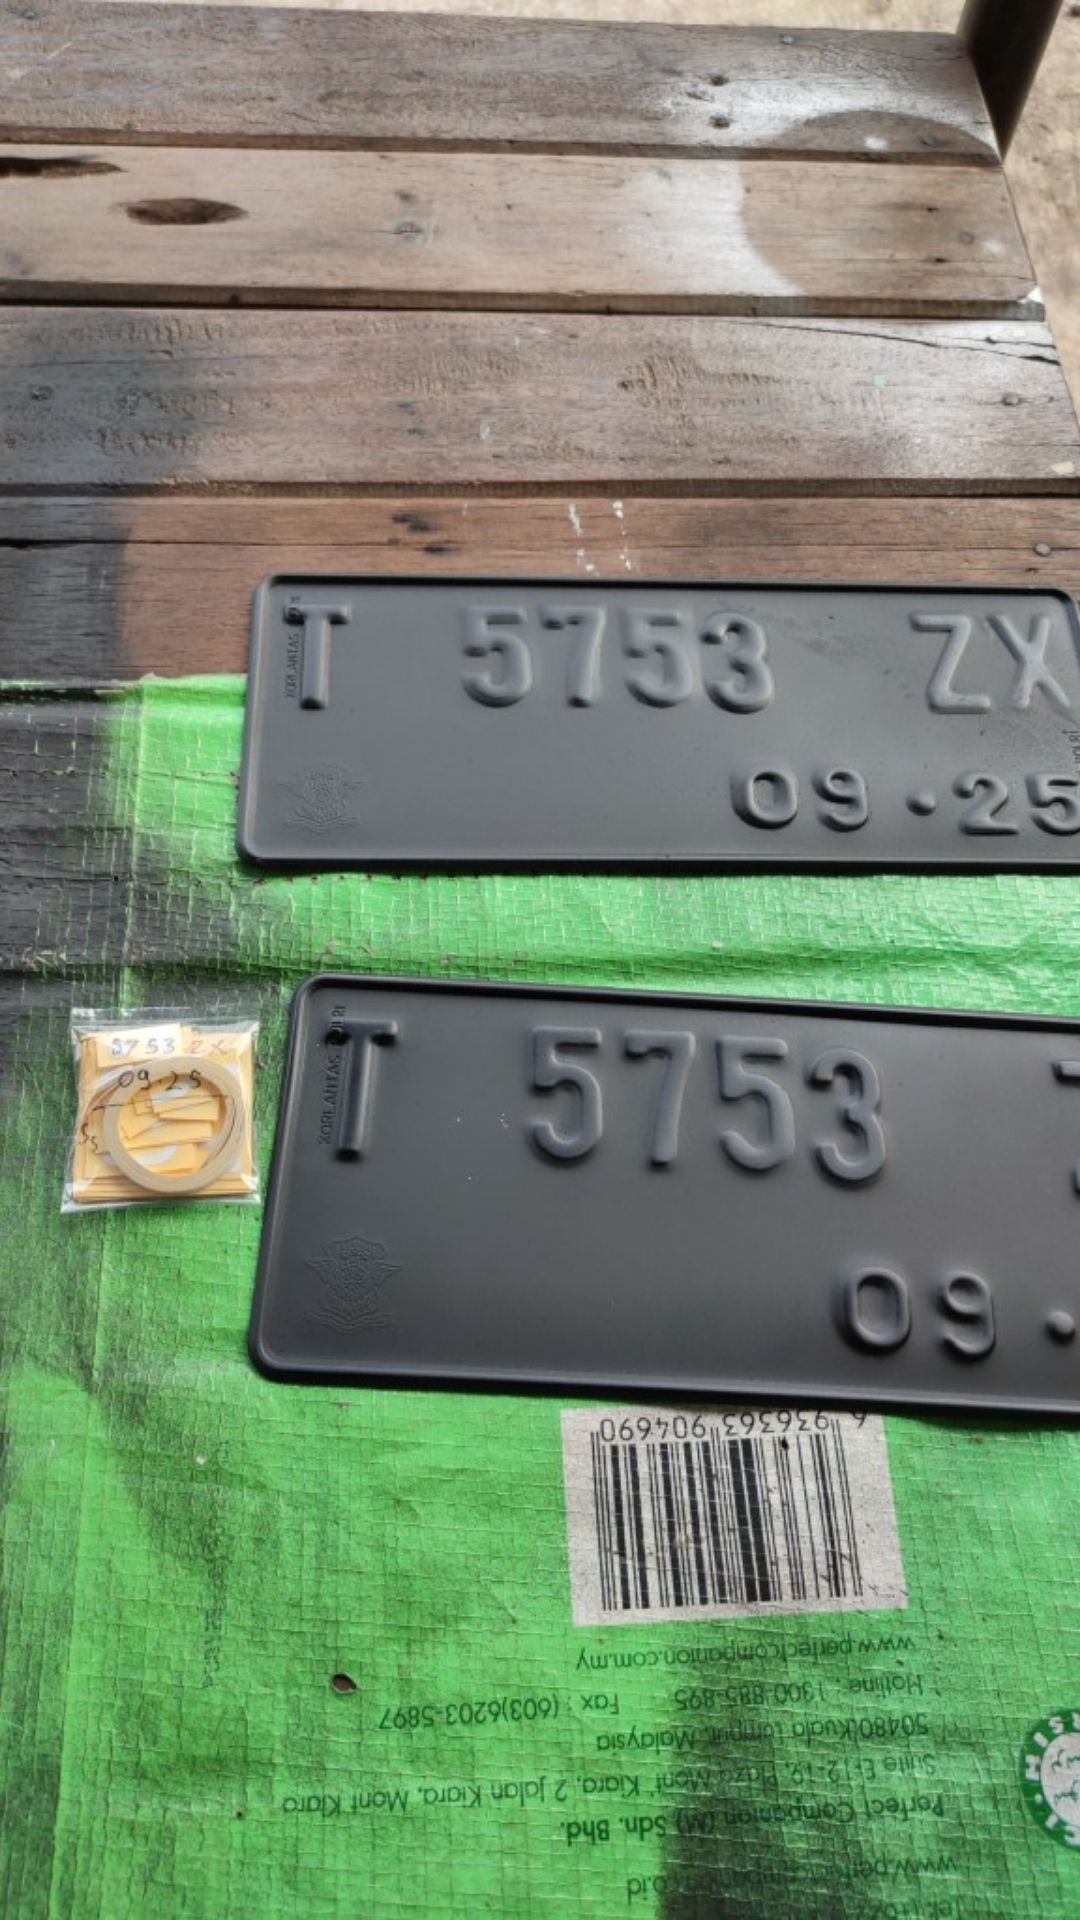 T 5753 ZX
KORLANTAS POLRI
09·25
T 5753
KORLANTAS POLRI
09·
5753 ZX
09·25
6 936363 904690
www.perfectcompanion.com.my
Hotline : 1300-885-895 Fax : (603)6203-5897
50480 Kuala Lumpur, Malaysia
Suite E-12-19, Plaza Mont' Kiara, 2 Jalan Kiara, Mont Kiara
Perfect Companion (M) Sdn. Bhd.